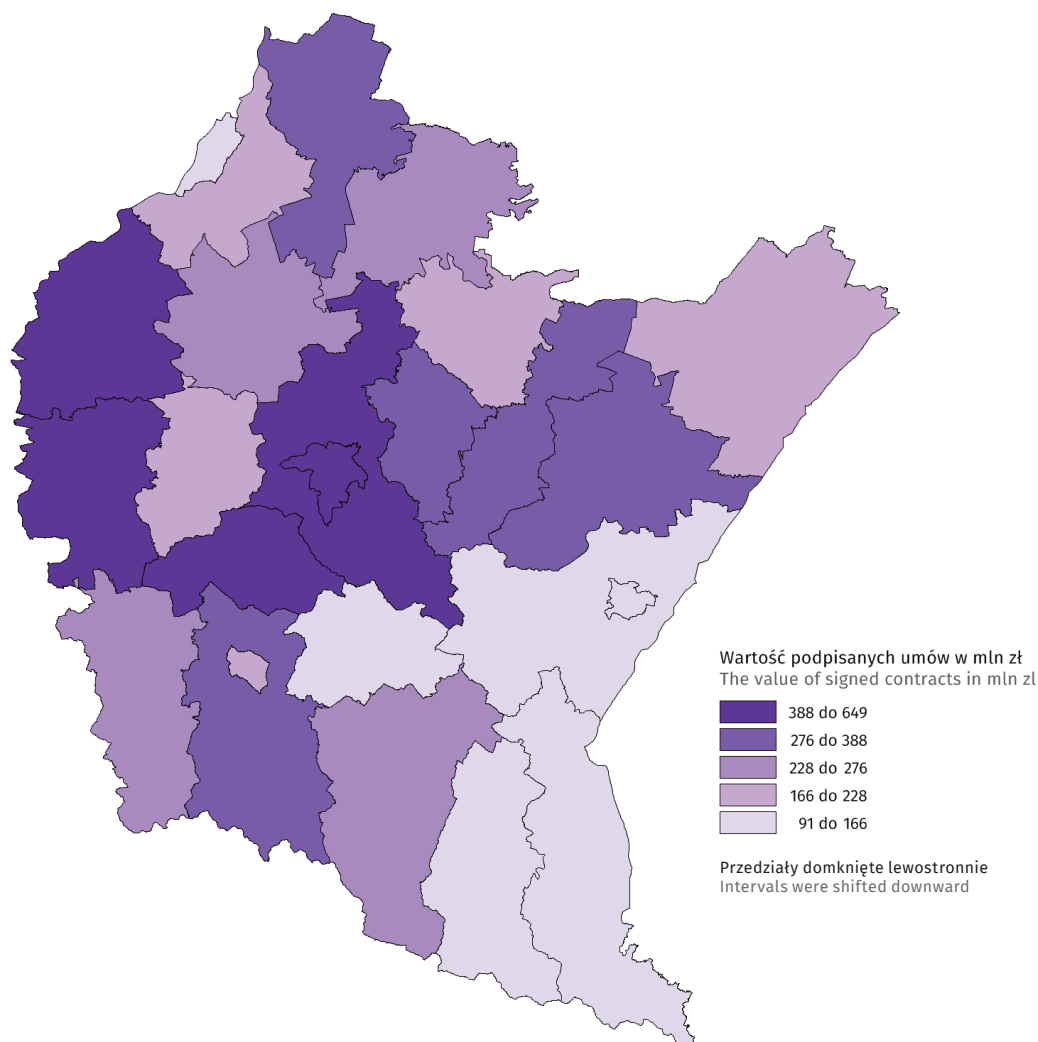 Wartość podpisanych umów w mln zł
The value of signed contracts in mln zl
388 do 649
276 do 388
228 do 276
166 do 228
91 do 166
Przedziały domknięte lewostronnie
Intervals were shifted downward